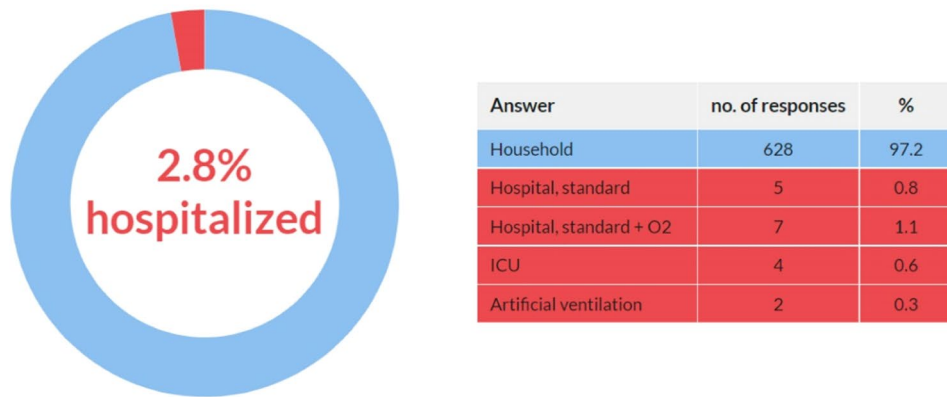 2.8%
hospitalized
Answer no. of responses %
Household 628 97.2
Hospital, standard 5 0.8
Hospital, standard + O2 7 1.1
ICU 4 0.6
Artificial ventilation 2 0.3